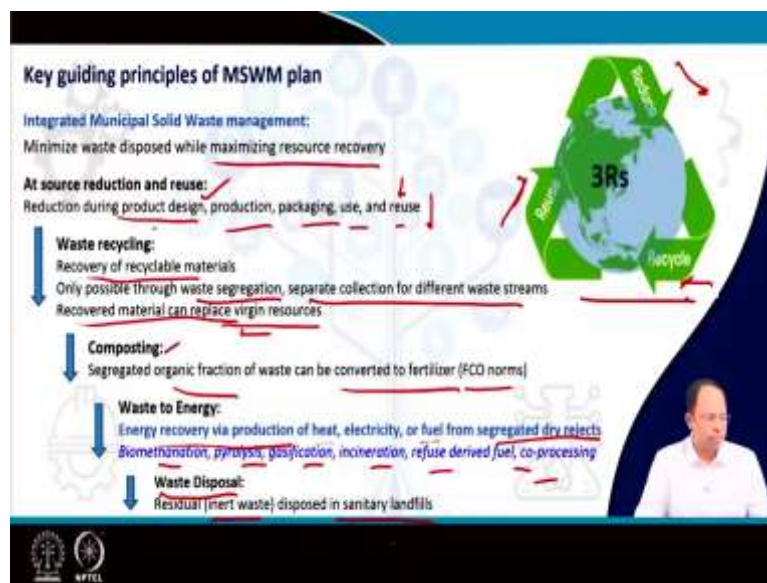 Key guiding principles of MSWM plan
Integrated Municipal Solid Waste management:
Minimize waste disposed while maximizing resource recovery
At source reduction and reuse:
Reduction during product design, production, packaging, use, and reuse
Waste recycling:
Recovery of recyclable materials
Only possible through waste segregation, separate collection for different waste streams
Recovered material can replace virgin resources
Composting:
Segregated organic fraction of waste can be converted to fertilizer (FCO norms)
Waste to Energy:
Energy recovery via production of heat, electricity, or fuel from segregated dry rejects
Biomethanation, pyrolysis, gasification, incineration, refuse derived fuel, co-processing
Waste Disposal:
Residual (inert waste) disposed in sanitary landfills
Reduce
3Rs
Reuse
Recycle
NPTEL